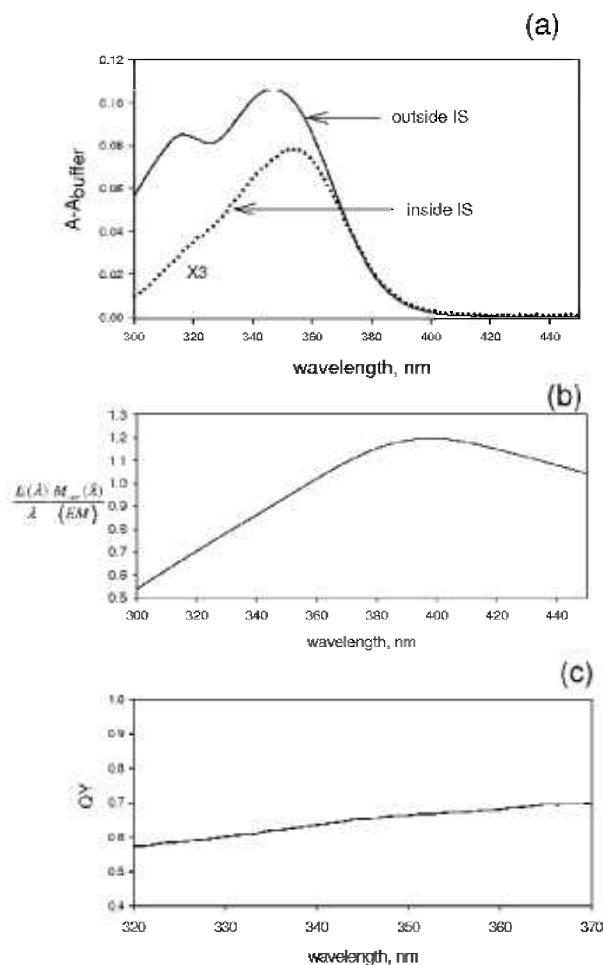 (a)
0.12
0.10
0.08
0.06
0.04
0.02
0.00
A-Abuffer
outside IS
inside IS
X3
300 320 340 360 380 400 420 440
wavelength, nm
(b)
1.3
1.2
1.1
1.0
0.9
0.8
0.7
0.6
0.5
300 320 340 360 380 400 420 440
wavelength, nm
(c)
1.0
0.9
0.8
0.7
0.6
0.5
0.4
QY
320 330 340 350 360 370
wavelength, nm